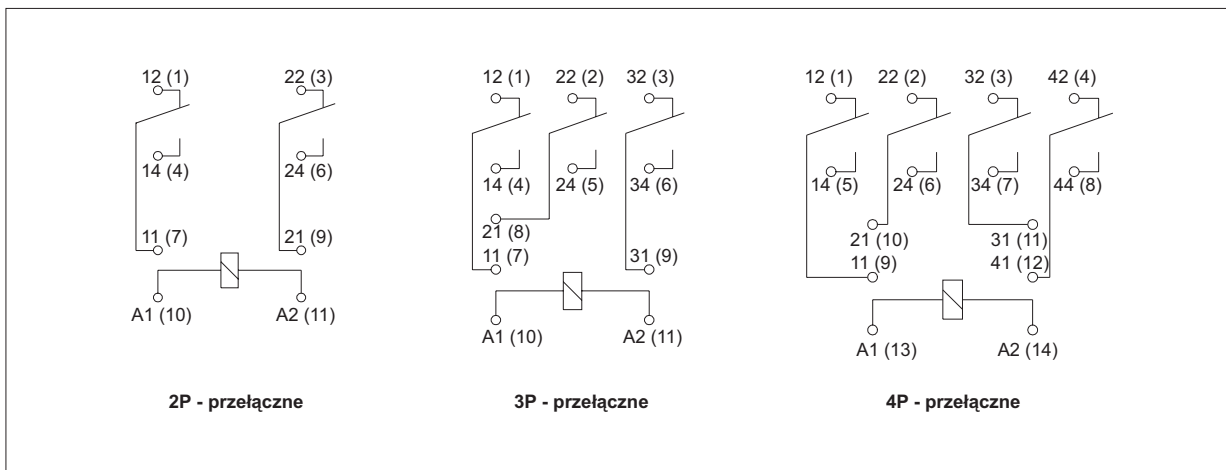 12 (1) 22 (3)
14 (4) 24 (6)
11 (7) 21 (9)
A1 (10) A2 (11)
2P - przełączne
12 (1) 22 (2) 32 (3)
14 (4) 24 (5) 34 (6)
21 (8)
11 (7) 31 (9)
A1 (10) A2 (11)
3P - przełączne
12 (1) 22 (2) 32 (3) 42 (4)
14 (5) 24 (6) 34 (7) 44 (8)
21 (10) 31 (11)
11 (9) 41 (12)
A1 (13) A2 (14)
4P - przełączne